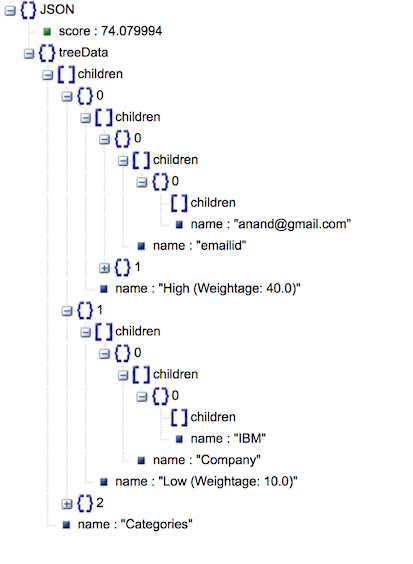 {} JSON
score : 74.079994
{} treeData
[] children
{} 0
[] children
{} 0
[] children
{} 0
[] children
name : "anand@gmail.com"
name : "emailid"
{} 1
name : "High (Weightage: 40.0)"
{} 1
[] children
{} 0
[] children
{} 0
[] children
name : "IBM"
name : "Company"
name : "Low (Weightage: 10.0)"
{} 2
name : "Categories"